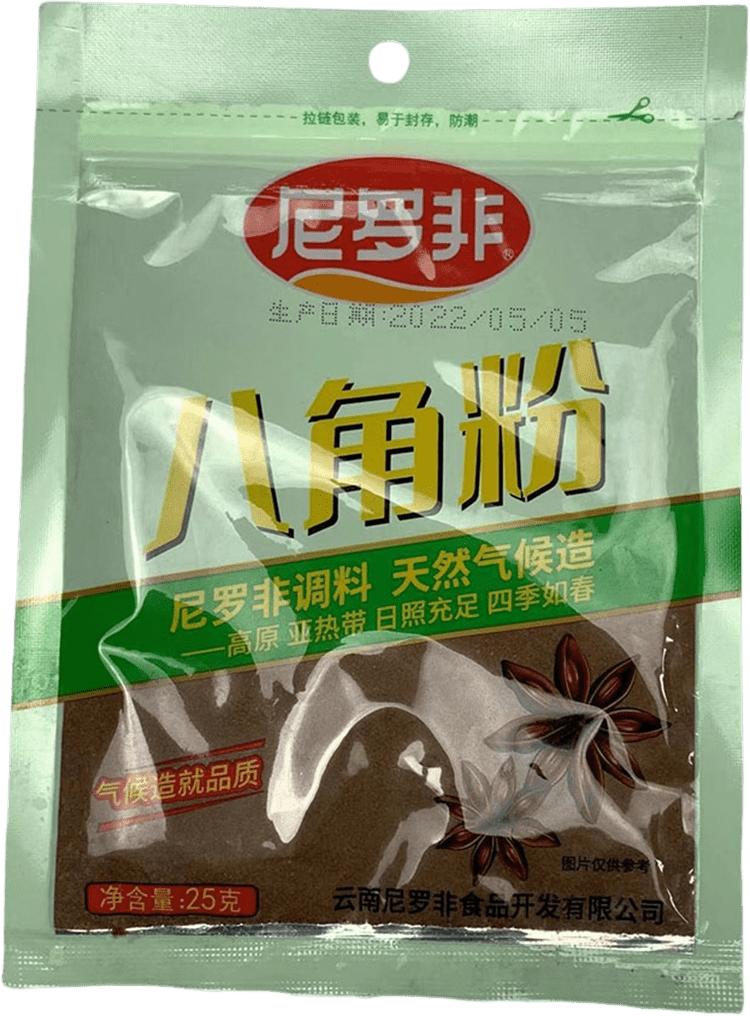 拉链包装，易于封存，防潮
尼罗非®
生产日期:2022/05/05
八角粉
尼罗非调料 天然气候造
——高原 亚热带 日照充足 四季如春
气候造就品质
图片仅供参考
净含量:25克
云南尼罗非食品开发有限公司